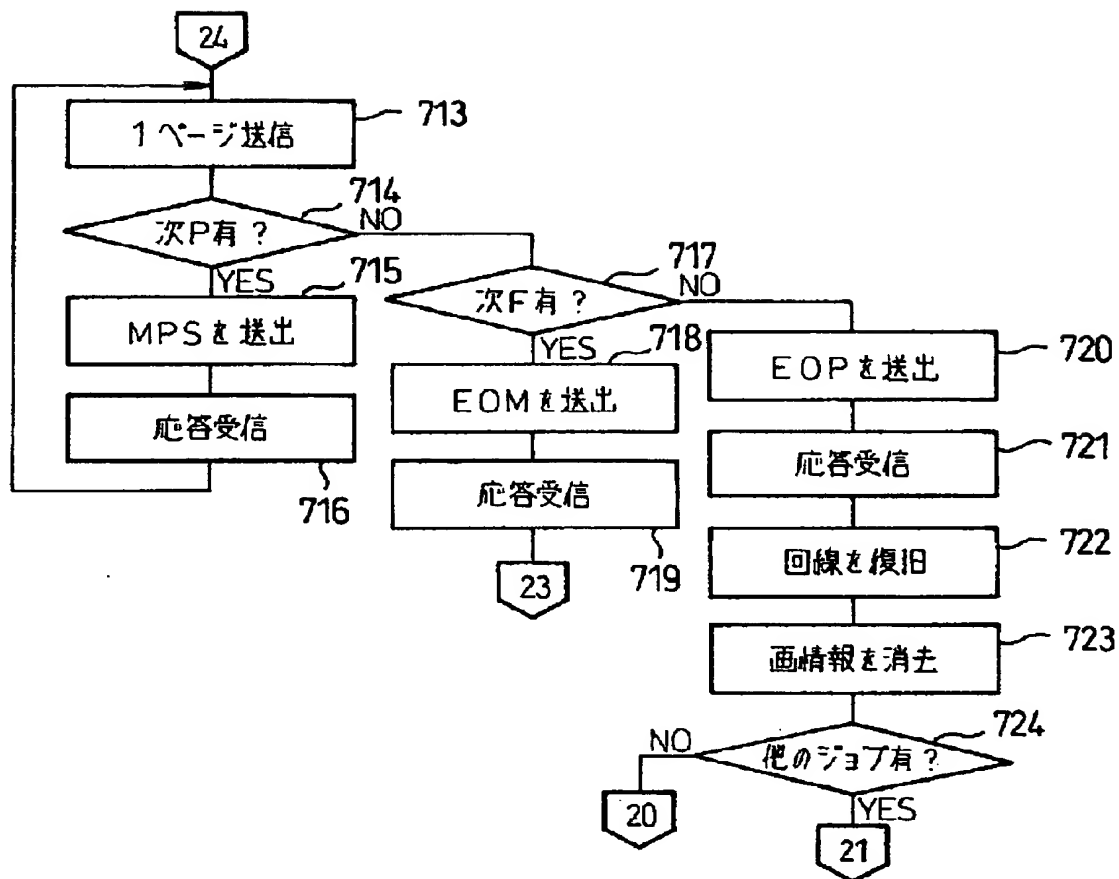 24
1ページ送信
713
次P有?
714
NO
YES
715
MPSを送出
応答受信
716
次F有?
717
NO
YES
718
EOMを送出
応答受信
719
23
EOPを送出
720
応答受信
721
回線を復旧
722
画情報を消去
723
他のジョブ有?
724
NO
YES
20
21